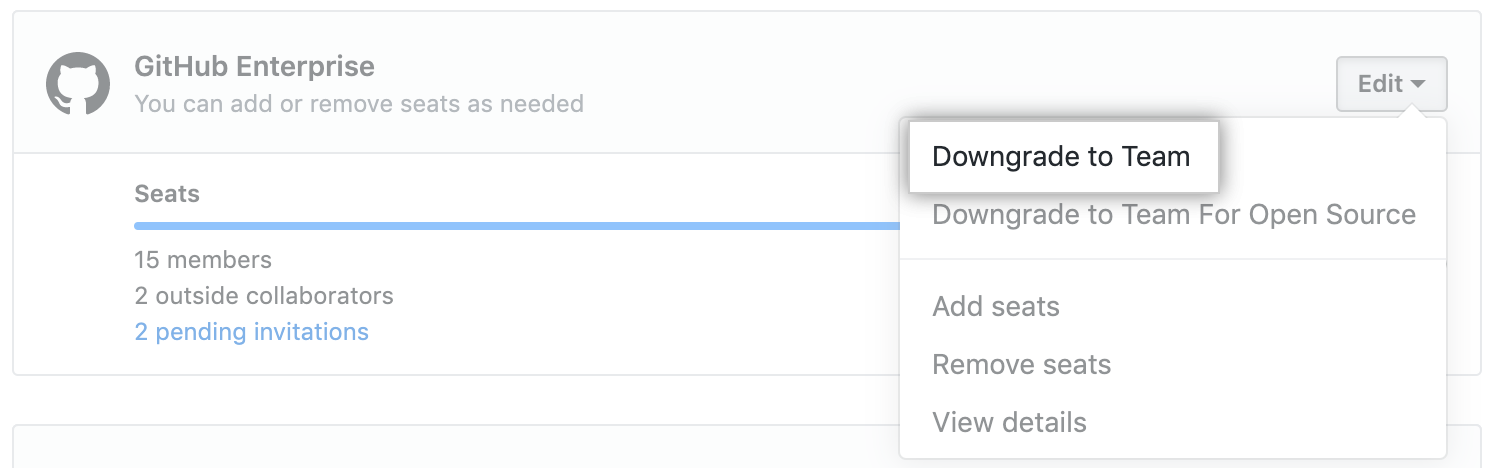 GitHub Enterprise
You can add or remove seats as needed
Edit
Downgrade to Team
Downgrade to Team For Open Source
Seats
15 members
2 outside collaborators
2 pending invitations
Add seats
Remove seats
View details